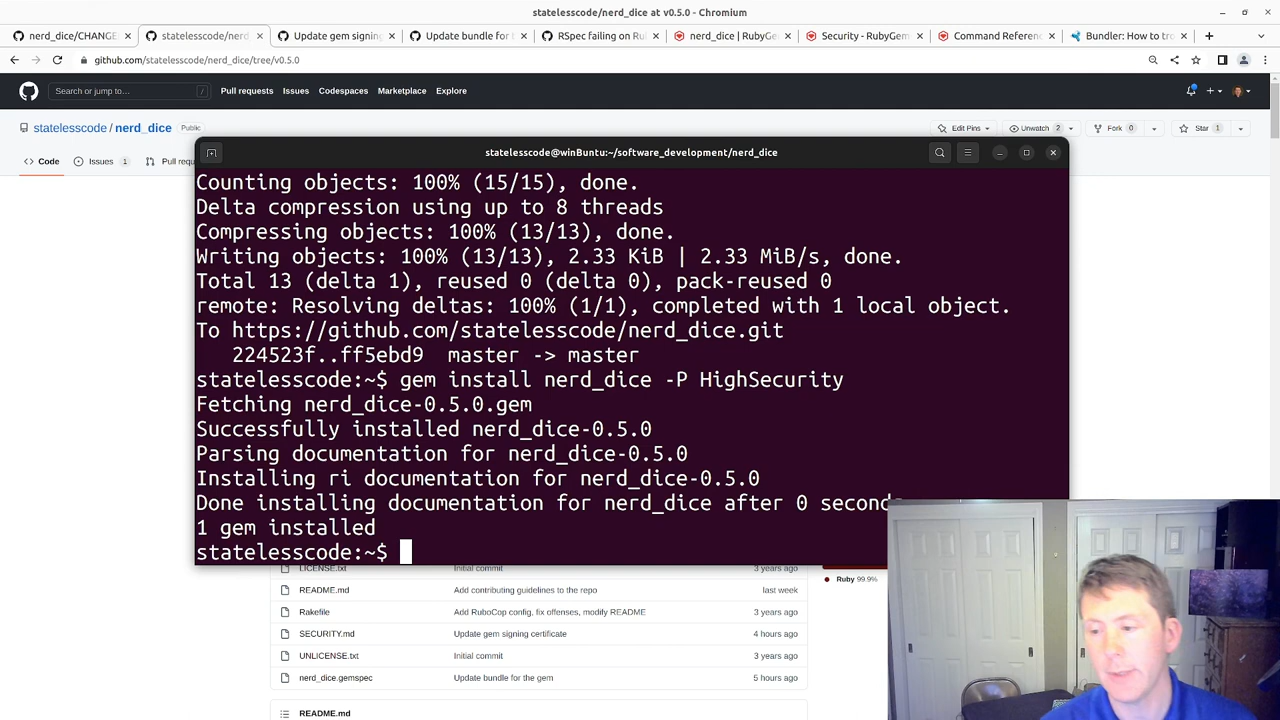 statelesscode/nerd_dice at v0.5.0 - Chromium
nerd_dice/CHANGE
statelesscode/nerd
Update gem signing
Update bundle for t
RSpec failing on Ru
nerd_dice | RubyGe
Security - RubyGem
Command Referenc
Bundler: How to tro
github.com/statelesscode/nerd_dice/tree/v0.5.0
Search or jump to... /
Pull requests Issues Codespaces Marketplace Explore
statelesscode / nerd_dice Public
Edit Pins Unwatch 2 Fork 0 Star 1
Code Issues 1 Pull requ
statelesscode@winBuntu:~/software_development/nerd_dice
Counting objects: 100% (15/15), done.
Delta compression using up to 8 threads
Compressing objects: 100% (13/13), done.
Writing objects: 100% (13/13), 2.33 KiB | 2.33 MiB/s, done.
Total 13 (delta 1), reused 0 (delta 0), pack-reused 0
remote: Resolving deltas: 100% (1/1), completed with 1 local object.
To https://github.com/statelesscode/nerd_dice.git
224523f..ff5ebd9 master -> master
statelesscode:~$ gem install nerd_dice -P HighSecurity
Fetching nerd_dice-0.5.0.gem
Successfully installed nerd_dice-0.5.0
Parsing documentation for nerd_dice-0.5.0
Installing ri documentation for nerd_dice-0.5.0
Done installing documentation for nerd_dice after 0 seconds
1 gem installed
statelesscode:~$
LICENSE.txt Initial commit 3 years ago
Ruby 99.9%
README.md Add contributing guidelines to the repo last week
Rakefile Add RuboCop config, fix offenses, modify README 3 years ago
SECURITY.md Update gem signing certificate 4 hours ago
UNLICENSE.txt Initial commit 3 years ago
nerd_dice.gemspec Update bundle for the gem 5 hours ago
README.md